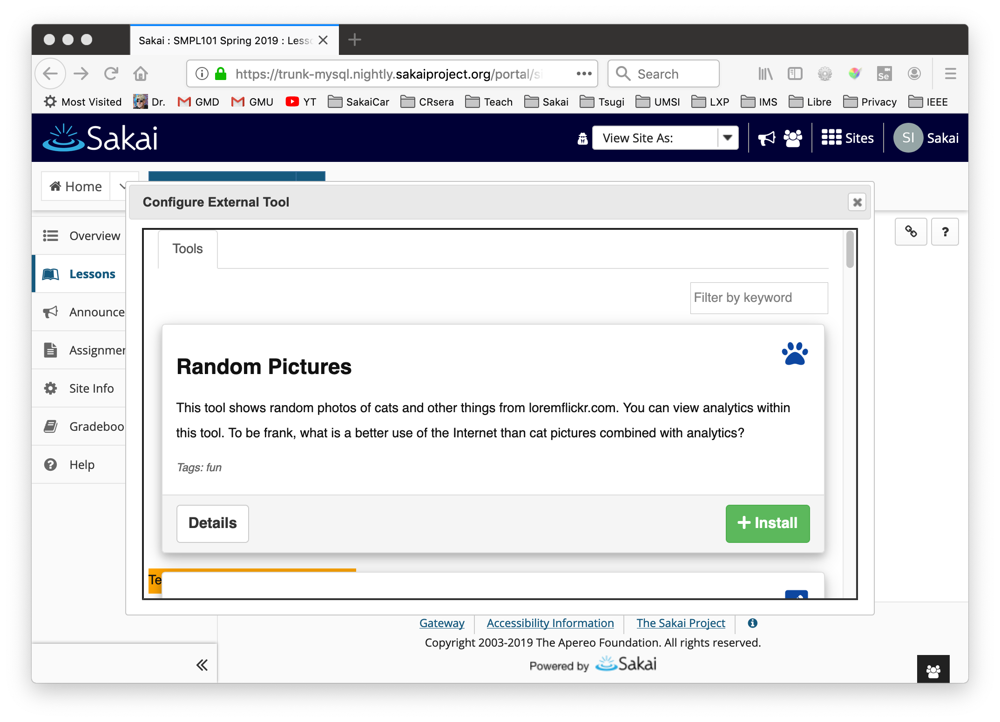 Sakai : SMPL101 Spring 2019 : Lesso
https://trunk-mysql.nightly.sakaiproject.org/portal/si
Search
Most Visited Dr. GMD GMU YT SakaiCar CRsera Teach Sakai Tsugi UMSI LXP IMS Libre Privacy IEEE
Se
Sakai
View Site As:
Sites
SI Sakai
Home
Configure External Tool
Overview
Lessons
Announce
Assignmen
Site Info
Gradeboo
Help
?
Tools
Filter by keyword
Random Pictures
This tool shows random photos of cats and other things from loremflickr.com. You can view analytics within
this tool. To be frank, what is a better use of the Internet than cat pictures combined with analytics?
Tags: fun
Details
+ Install
Te
Gateway
Accessibility Information
The Sakai Project
Copyright 2003-2019 The Apereo Foundation. All rights reserved.
Powered by Sakai